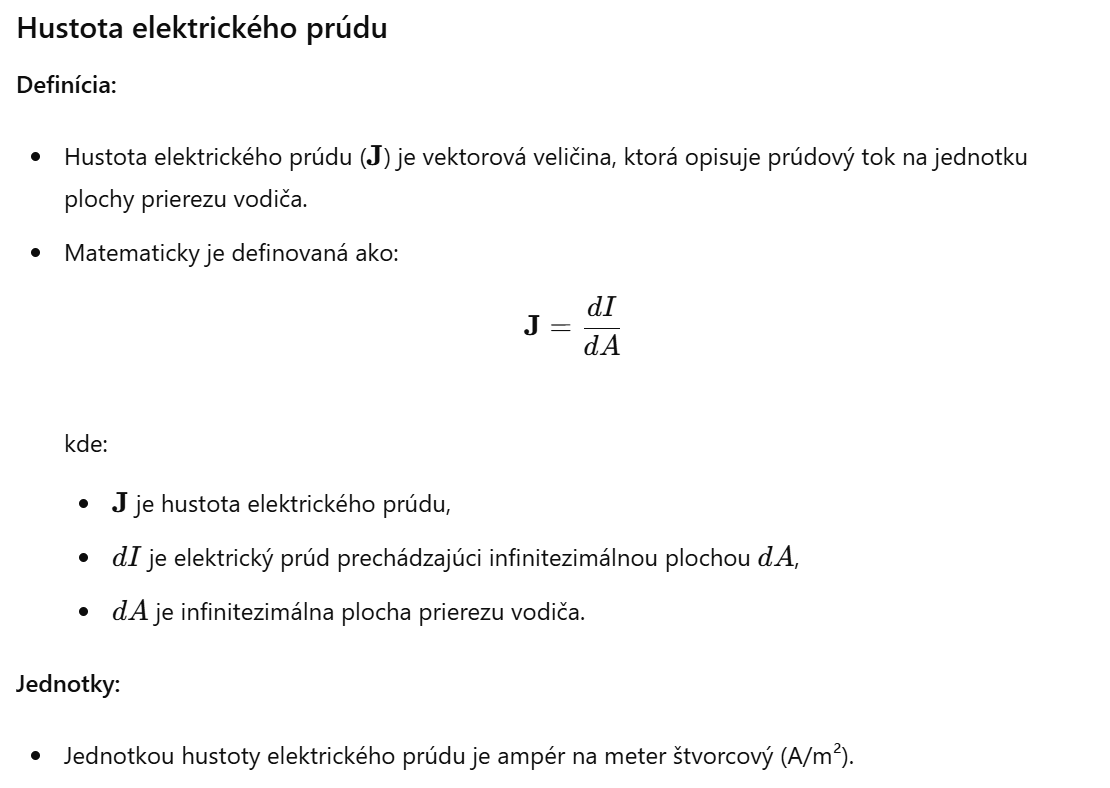 Hustota elektrického prúdu
Definícia:
• Hustota elektrického prúdu (J) je vektorová veličina, ktorá opisuje prúdový tok na jednotku
plochy prierezu vodiča.
• Matematicky je definovaná ako:
J = dI/dA
kde:
• J je hustota elektrického prúdu,
• dI je elektrický prúd prechádzajúci infinitezimálnou plochou dA,
• dA je infinitezimálna plocha prierezu vodiča.
Jednotky:
• Jednotkou hustoty elektrického prúdu je ampér na meter štvorcový (A/m²).